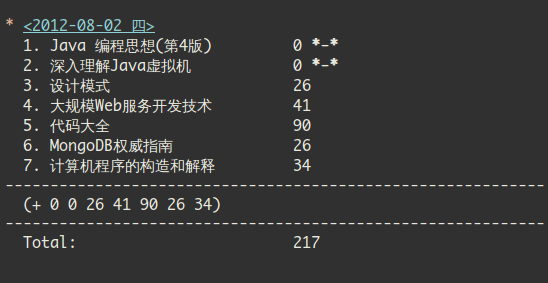 * <2012-08-02 四>
1. Java 编程思想(第4版) 0 *-*
2. 深入理解Java虚拟机 0 *-*
3. 设计模式 26
4. 大规模Web服务开发技术 41
5. 代码大全 90
6. MongoDB权威指南 26
7. 计算机程序的构造和解释 34
------------------------------------------------------------
(+ 0 0 26 41 90 26 34)
------------------------------------------------------------
Total: 217